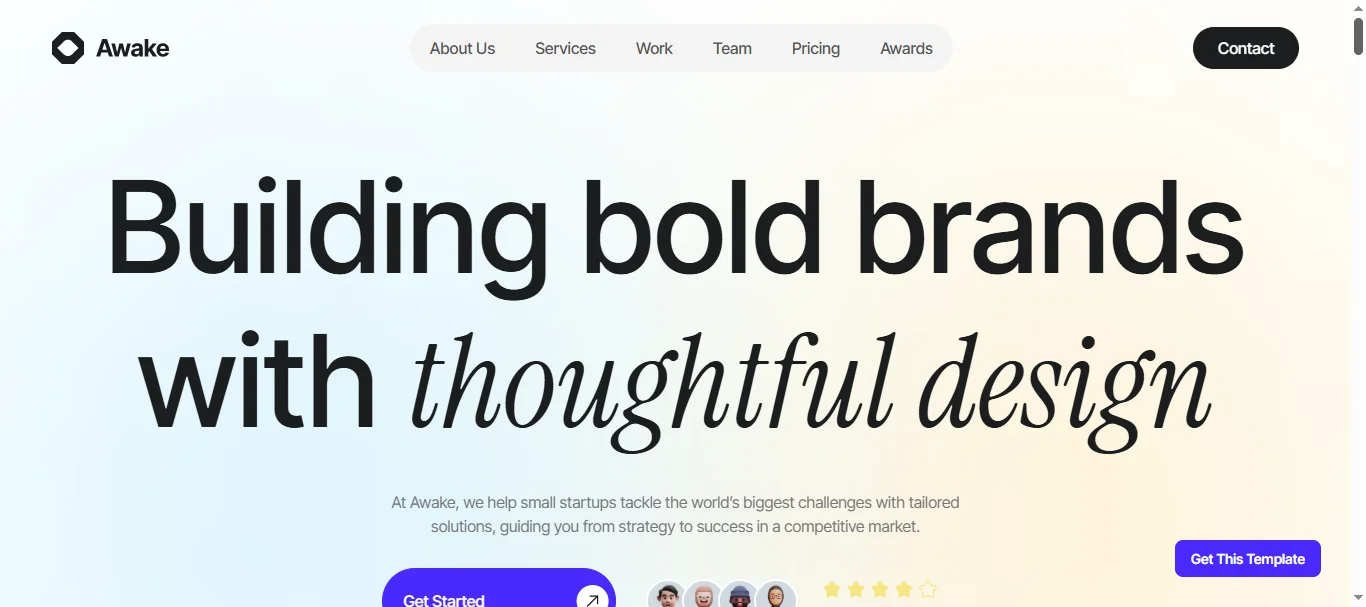 Awake
About Us
Services
Work
Team
Pricing
Awards
Contact
Building bold brands
with thoughtful design
At Awake, we help small startups tackle the world’s biggest challenges with tailored
solutions, guiding you from strategy to success in a competitive market.
Get This Template
Get Started